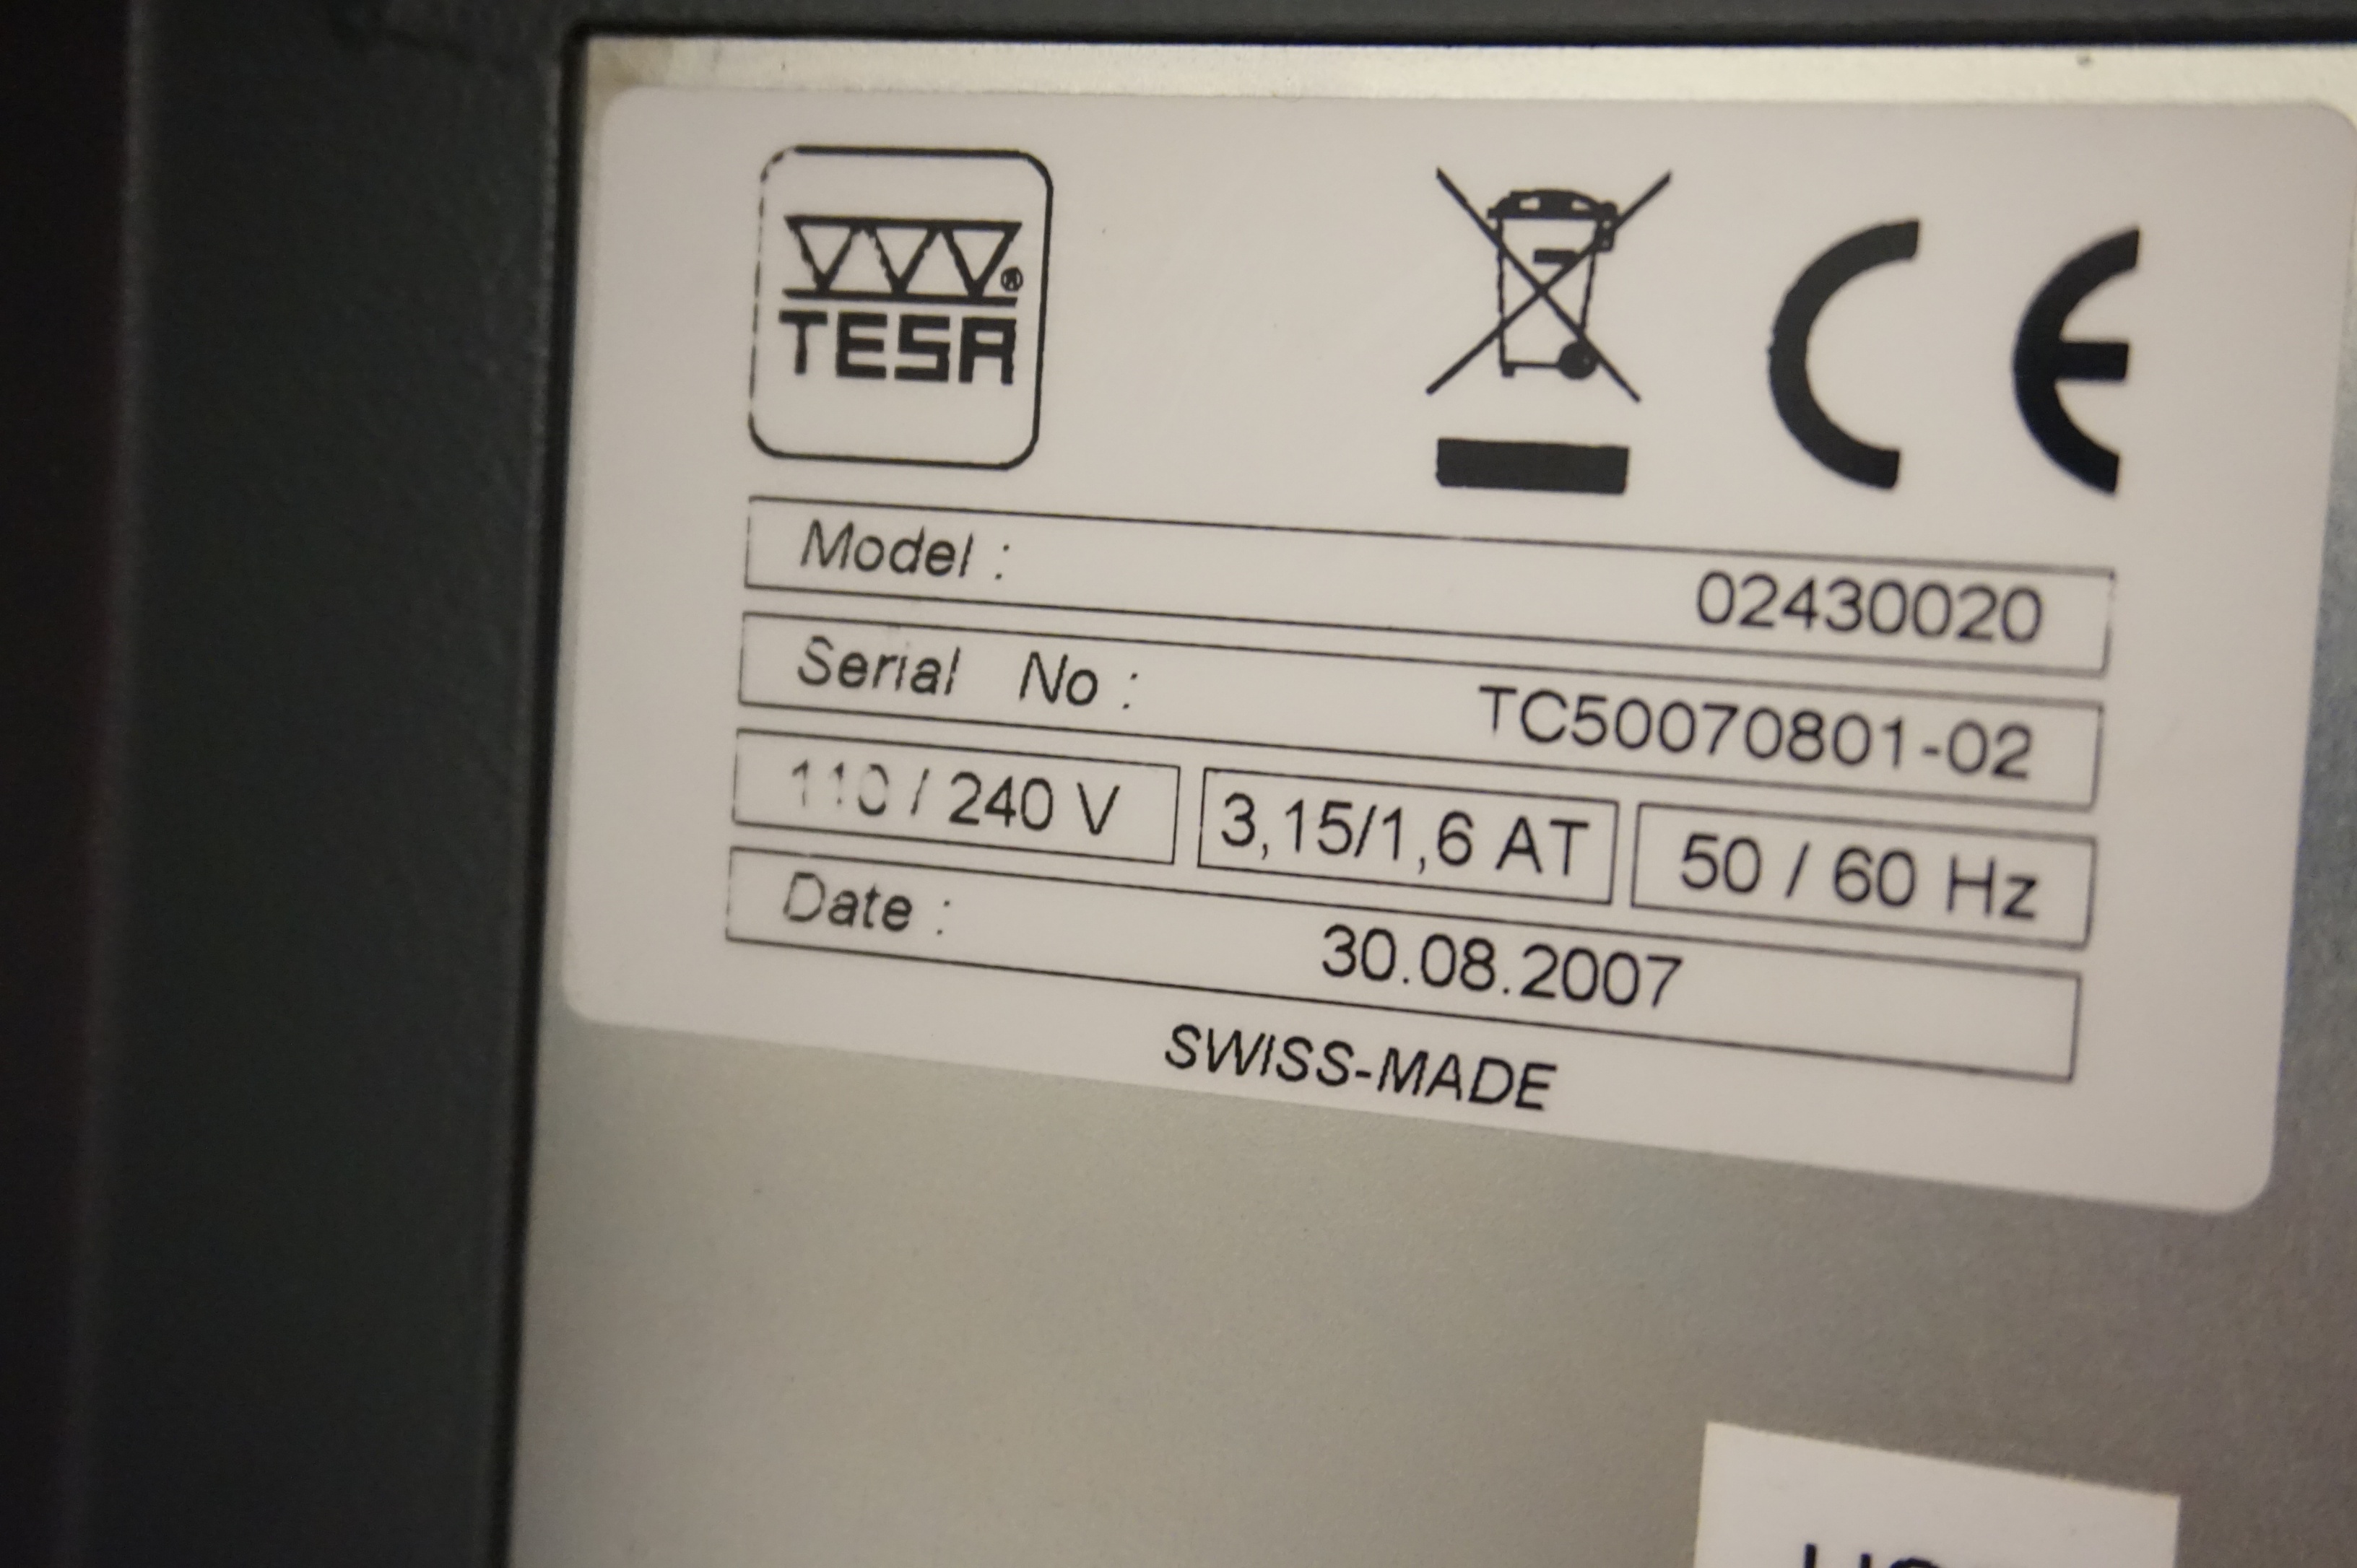 TESA®
CE
Model : 02430020
Serial No : TC50070801-02
110 / 240 V 3,15/1,6 AT 50 / 60 Hz
Date : 30.08.2007
SWISS-MADE